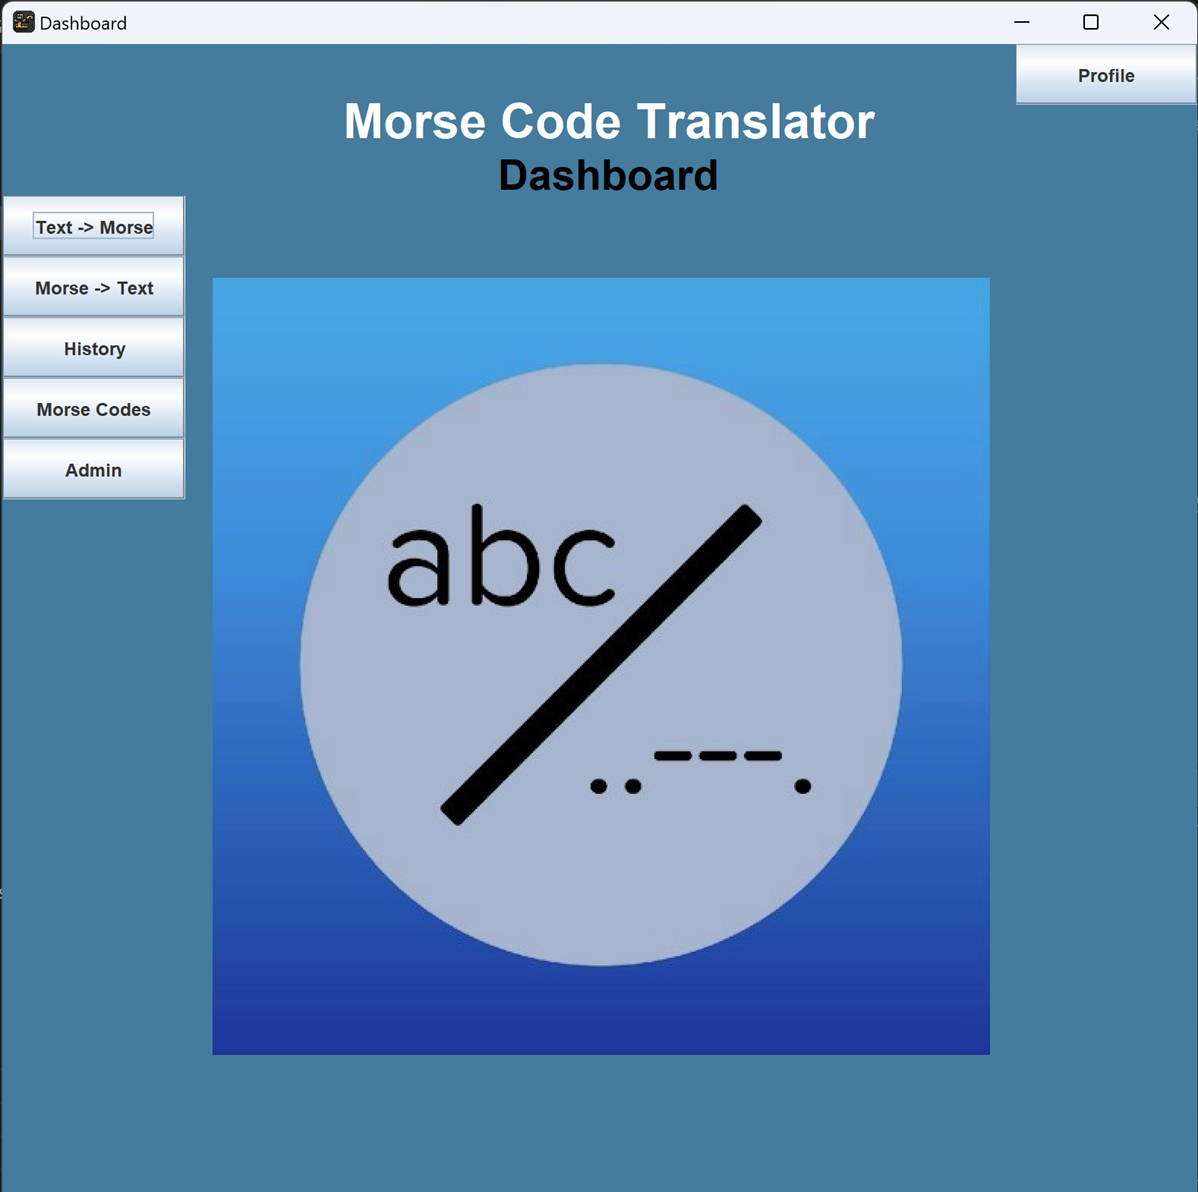 Dashboard
Profile
Morse Code Translator
Dashboard
Text -> Morse
Morse -> Text
History
Morse Codes
Admin
abc
..---.